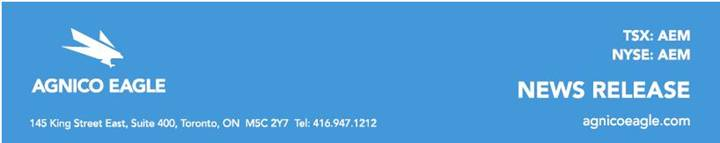 TSX: AEM
NYSE: AEM
AGNICO EAGLE
NEWS RELEASE
145 King Street East, Suite 400, Toronto, ON M5C 2Y7 Tel: 416.947.1212
agnicoeagle.com